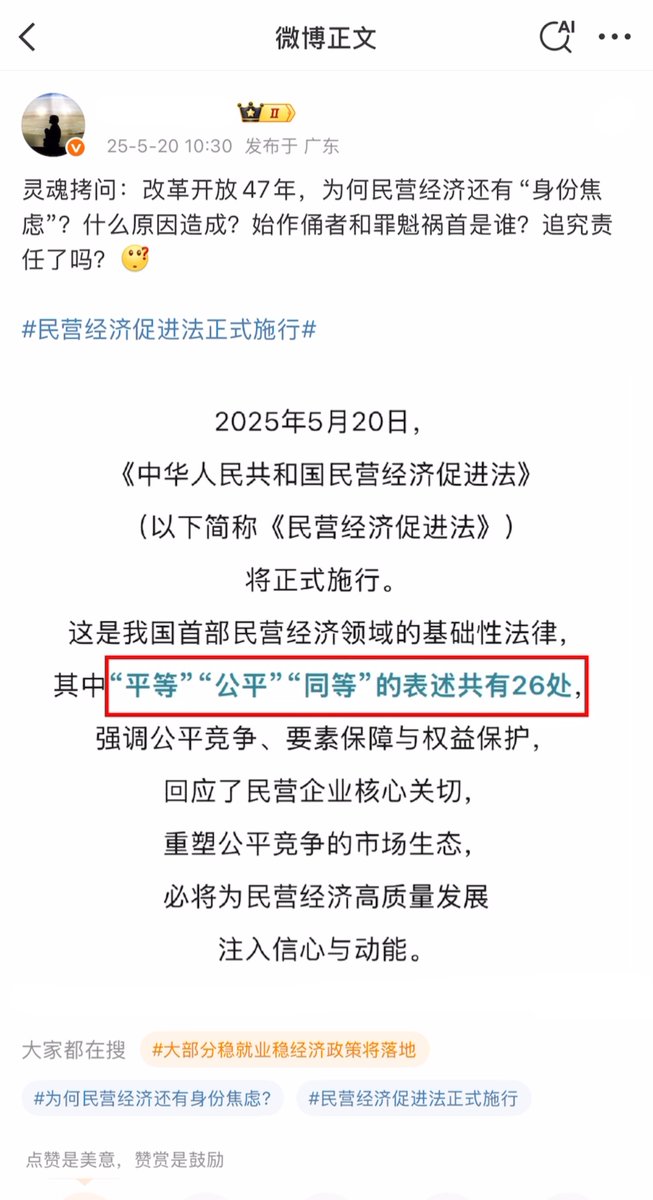 微博正文
AI
II
25-5-20 10:30 发布于 广东
灵魂拷问：改革开放47年，为何民营经济还有“身份焦
虑”？什么原因造成？始作俑者和罪魁祸首是谁？追究责
任了吗？
#民营经济促进法正式施行#
2025年5月20日，
《中华人民共和国民营经济促进法》
（以下简称《民营经济促进法》）
将正式施行。
这是我国首部民营经济领域的基础性法律，
其中“平等”“公平”“同等”的表述共有26处，
强调公平竞争、要素保障与权益保护，
回应了民营企业核心关切，
重塑公平竞争的市场生态，
必将为民营经济高质量发展
注入信心与动能。
大家都在搜 #大部分稳就业稳经济政策将落地
#为何民营经济还有身份焦虑？ #民营经济促进法正式施行
点赞是美意，赞赏是鼓励